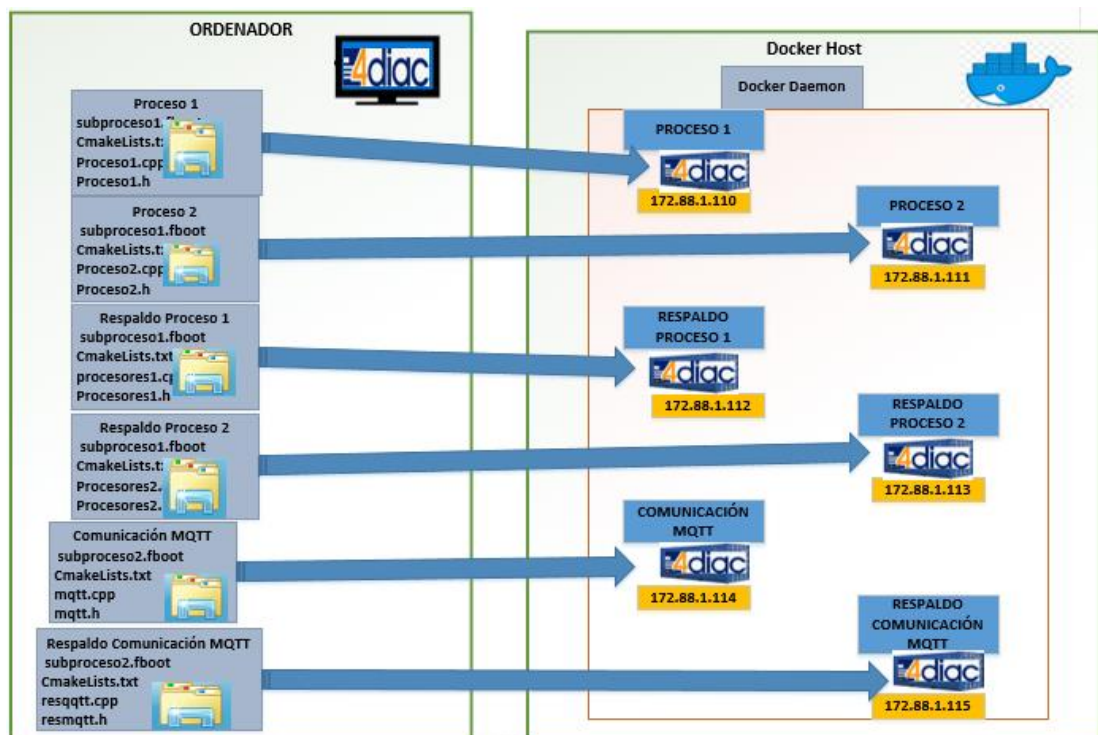 ORDENADOR
4diac
Proceso 1
subproceso1.
CmakeLists.
Proceso1.cpp
Proceso1.h
Proceso 2
subproceso1.fboot
CmakeLists.
Proceso2.cpp
Proceso2.h
Respaldo Proceso 1
subproceso1.fboot
CmakeLists.txt
procesores1.
Procesores1.h
Respaldo Proceso 2
subproceso1.fboot
CmakeLists.
Procesores2.
Procesores2.
Comunicación MQTT
subproceso2.fboot
CmakeLists.txt
mqtt.cpp
mqtt.h
Respaldo Comunicación MQTT
subproceso2.fboot
CmakeLists.txt
resqqtt.cpp
resmqtt.h
Docker Host
Docker Daemon
PROCESO 1
4diac
172.88.1.110
PROCESO 2
4diac
172.88.1.111
RESPALDO
PROCESO 1
4diac
172.88.1.112
RESPALDO
PROCESO 2
4diac
172.88.1.113
COMUNICACIÓN
MQTT
4diac
172.88.1.114
RESPALDO
COMUNICACIÓN
MQTT
4diac
172.88.1.115